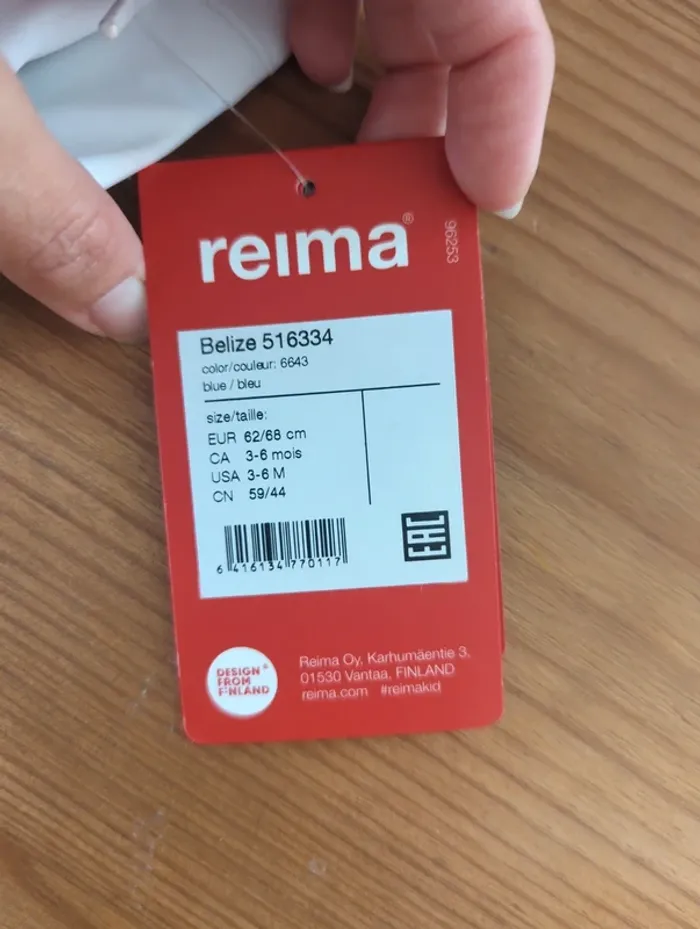 reima®
96253
Belize 516334
color/couleur: 6643
blue / bleu
size/taille:
EUR 62/68 cm
CA 3-6 mois
USA 3-6 M
CN 59/44
6 416134 770117
EAC
DESIGN
FROM
FINLAND
Reima Oy, Karhumäentie 3,
01530 Vantaa, FINLAND
reima.com #reimakid